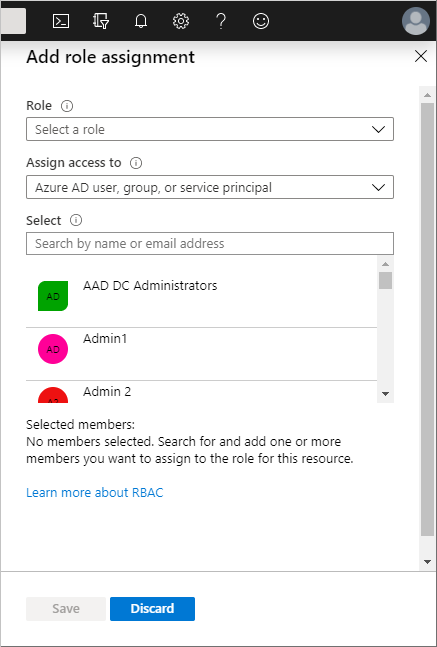 Add role assignment
Role
Select a role
Assign access to
Azure AD user, group, or service principal
Select
Search by name or email address
AD
AAD DC Administrators
AD
Admin1
Admin 2
Selected members:
No members selected. Search for and add one or more
members you want to assign to the role for this resource.
Learn more about RBAC
Save
Discard